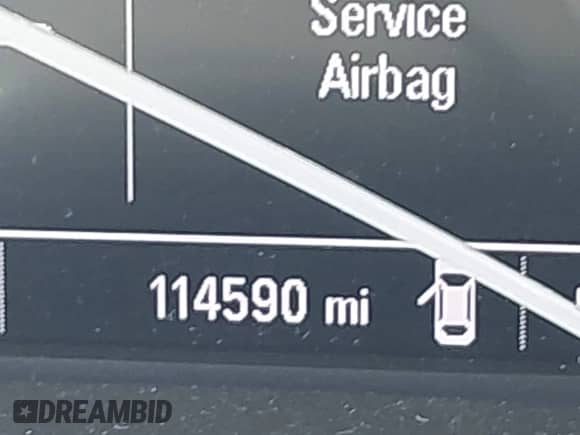 Service
Airbag
114590 mi
DREAMBID